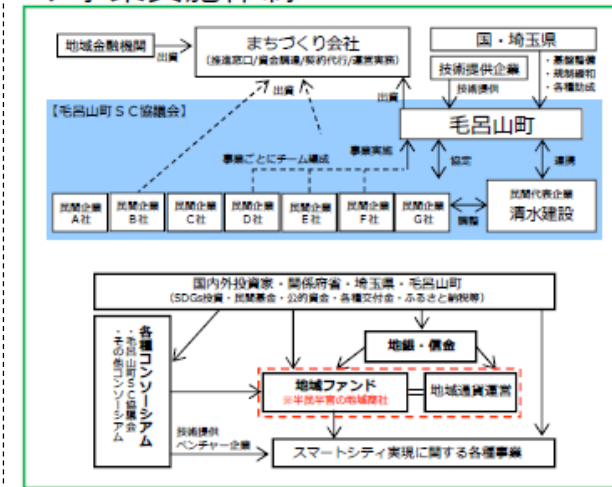 地域金融機関
出資
まちづくり会社
(推進窓口/資金調達/契約代行/運営実務)
国・埼玉県
技術提供企業
・基盤整備
・規制緩和
・各種助成
技術提供
出資
出資
【毛呂山町SC協議会】
毛呂山町
事業ごとにチーム編成
事業実施
協定
連携
民間企業
A社
民間企業
B社
民間企業
C社
民間企業
D社
民間企業
E社
民間企業
F社
民間企業
G社
調整
民間代表企業
清水建設
国内外投資家・関係府省・埼玉県・毛呂山町
(SDGs投資・民間基金・公的資金・各種交付金・ふるさと納税等)
各種コンソーシアム
・毛呂山町SC協議会
・その他コンソーシアム
地銀・信金
地域ファンド
※半民半官の地域商社
地域通貨運営
技術提供
ベンチャー企業
スマートシティ実現に関する各種事業